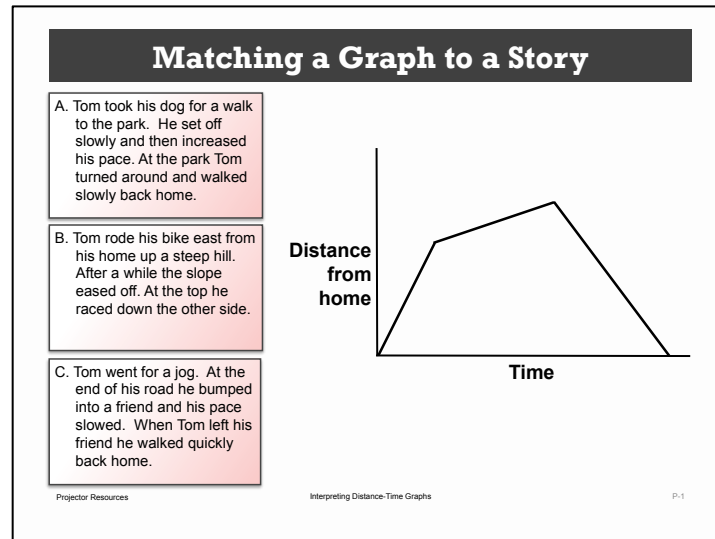 Matching a Graph to a Story
A. Tom took his dog for a walk
to the park. He set off
slowly and then increased
his pace. At the park Tom
turned around and walked
slowly back home.
B. Tom rode his bike east from
his home up a steep hill.
After a while the slope
eased off. At the top he
raced down the other side.
C. Tom went for a jog. At the
end of his road he bumped
into a friend and his pace
slowed. When Tom left his
friend he walked quickly
back home.
Distance
from
home
Time
Projector Resources
Interpreting Distance-Time Graphs
P-1